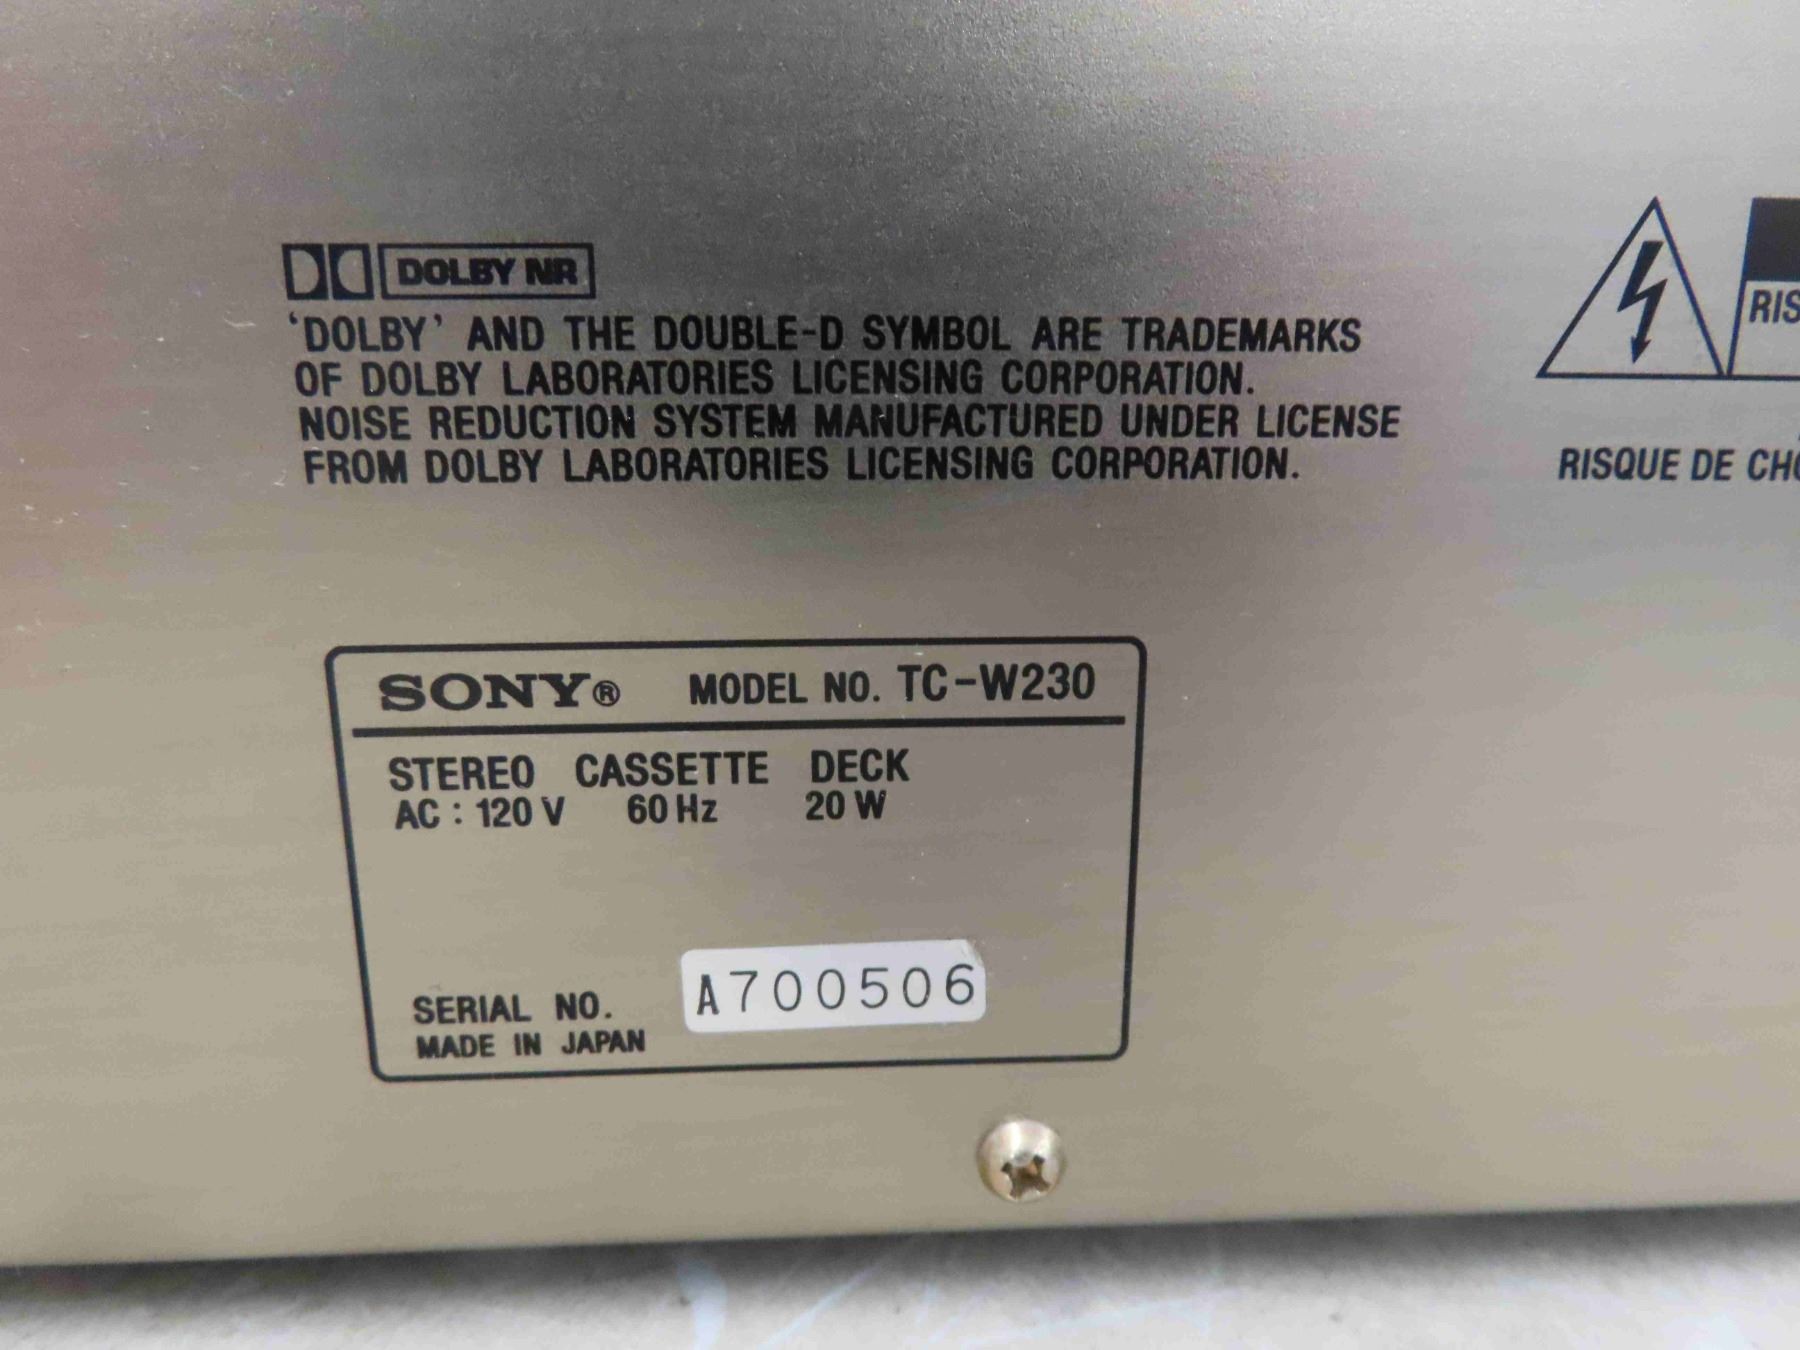 DOLBY NR
'DOLBY' AND THE DOUBLE-D SYMBOL ARE TRADEMARKS
OF DOLBY LABORATORIES LICENSING CORPORATION.
NOISE REDUCTION SYSTEM MANUFACTURED UNDER LICENSE
FROM DOLBY LABORATORIES LICENSING CORPORATION.
RIS
RISQUE DE CHO
SONY® MODEL NO. TC-W230
STEREO CASSETTE DECK
AC : 120 V 60 Hz 20 W
SERIAL NO. A700506
MADE IN JAPAN